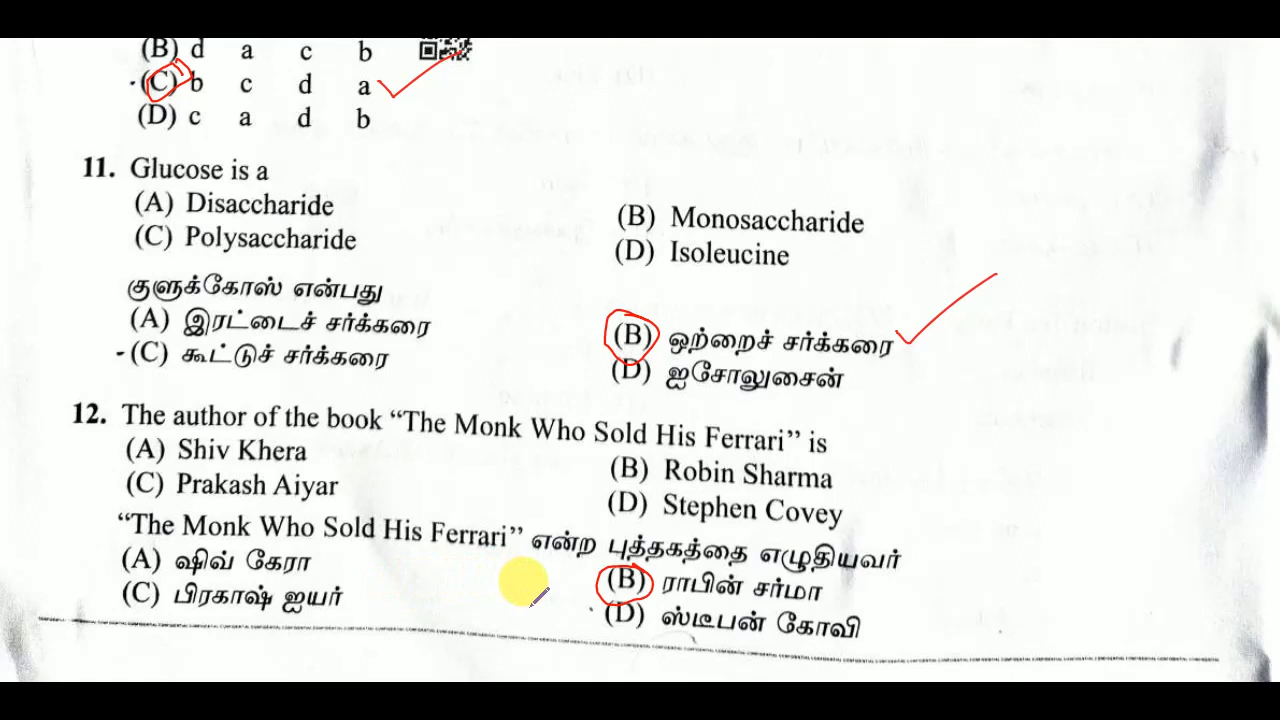 (B) d a c b
(C) b c d a
(D) c a d b
11. Glucose is a
(A) Disaccharide (B) Monosaccharide
(C) Polysaccharide (D) Isoleucine
குளுக்கோஸ் என்பது
(A) இரட்டைச் சர்க்கரை (B) ஒற்றைச் சர்க்கரை
(C) கூட்டுச் சர்க்கரை (D) ஐசோலுசைன்
12. The author of the book “The Monk Who Sold His Ferrari” is
(A) Shiv Khera (B) Robin Sharma
(C) Prakash Aiyar (D) Stephen Covey
“The Monk Who Sold His Ferrari” என்ற புத்தகத்தை எழுதியவர்
(A) ஷிவ் கேரா (B) ராபின் சர்மா
(C) பிரகாஷ் ஐயர் (D) ஸ்டீபன் கோவி